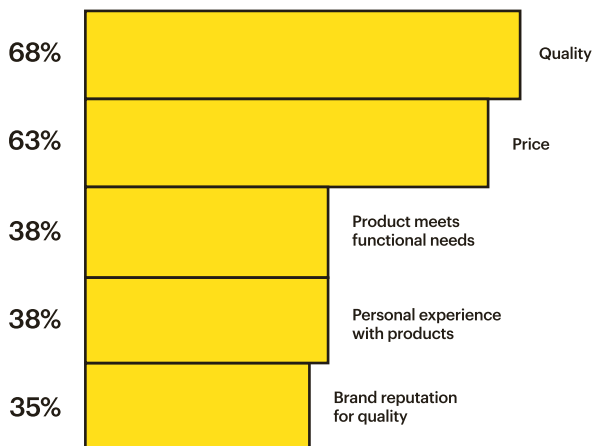 68%
Quality
63%
Price
38%
Product meets
functional needs
38%
Personal experience
with products
35%
Brand reputation
for quality